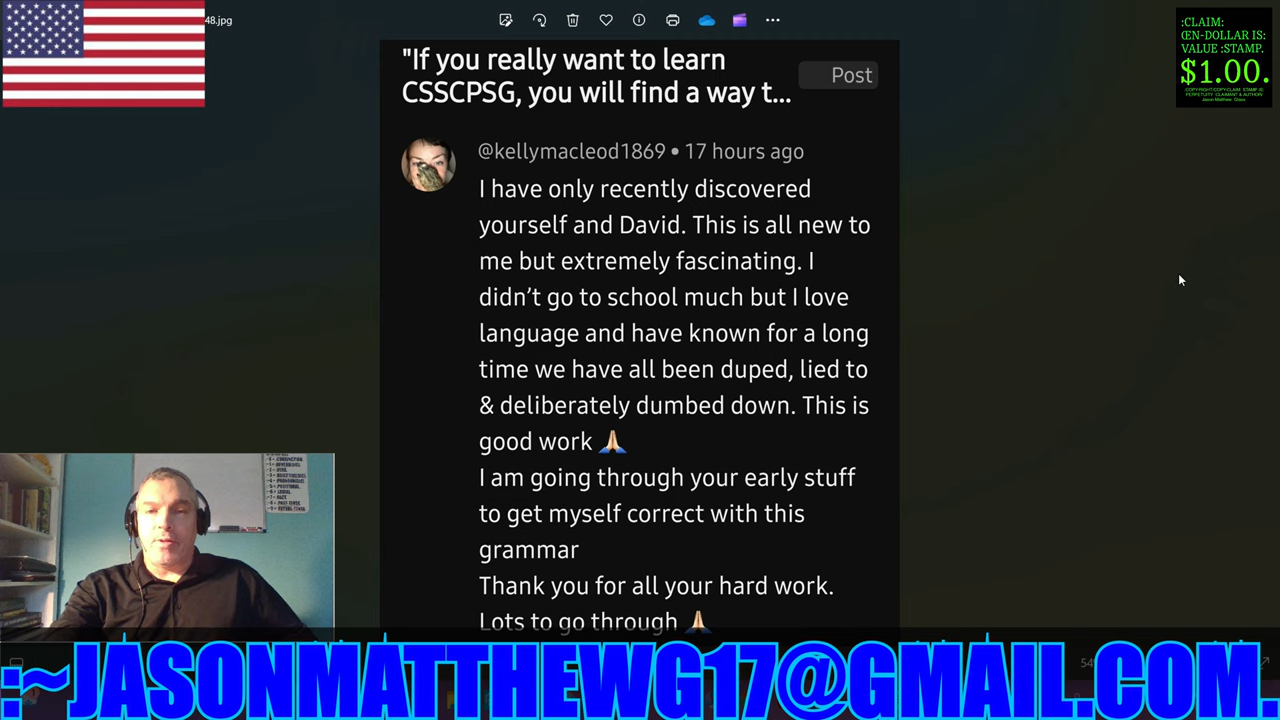 48.jpg
:CLAIM:
ŒN-DOLLAR IS:
VALUE :STAMP.
$1.00.
"If you really want to learn
CSSCPSG, you will find a way t...
Post
@kellymacleod1869 • 17 hours ago
I have only recently discovered
yourself and David. This is all new to
me but extremely fascinating. I
didn't go to school much but I love
language and have known for a long
time we have all been duped, lied to
& deliberately dumbed down. This is
good work 🙏🏼
I am going through your early stuff
to get myself correct with this
grammar
Thank you for all your hard work.
Lots to go through 🙏🏼
:~JASONMATTHEWG17@GMAIL.COM.